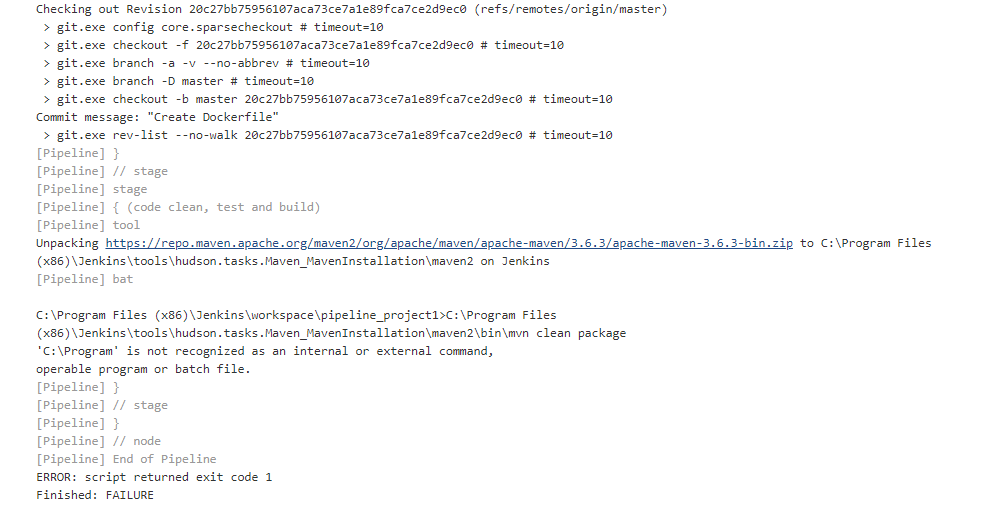 Checking out Revision 20c27bb75956107aca73ce7a1e89fca7ce2d9ec0 (refs/remotes/origin/master)
> git.exe config core.sparsecheckout # timeout=10
> git.exe checkout -f 20c27bb75956107aca73ce7a1e89fca7ce2d9ec0 # timeout=10
> git.exe branch -a -v --no-abbrev # timeout=10
> git.exe branch -D master # timeout=10
> git.exe checkout -b master 20c27bb75956107aca73ce7a1e89fca7ce2d9ec0 # timeout=10
Commit message: "Create Dockerfile"
> git.exe rev-list --no-walk 20c27bb75956107aca73ce7a1e89fca7ce2d9ec0 # timeout=10
[Pipeline] }
[Pipeline] // stage
[Pipeline] stage
[Pipeline] { (code clean, test and build)
[Pipeline] tool
Unpacking https://repo.maven.apache.org/maven2/org/apache/maven/apache-maven/3.6.3/apache-maven-3.6.3-bin.zip to C:\Program Files
(x86)\Jenkins\tools\hudson.tasks.Maven_MavenInstallation\maven2 on Jenkins
[Pipeline] bat
C:\Program Files (x86)\Jenkins\workspace\pipeline_project1>C:\Program Files
(x86)\Jenkins\tools\hudson.tasks.Maven_MavenInstallation\maven2\bin\mvn clean package
'C:\Program' is not recognized as an internal or external command,
operable program or batch file.
[Pipeline] }
[Pipeline] // stage
[Pipeline] }
[Pipeline] // node
[Pipeline] End of Pipeline
ERROR: script returned exit code 1
Finished: FAILURE